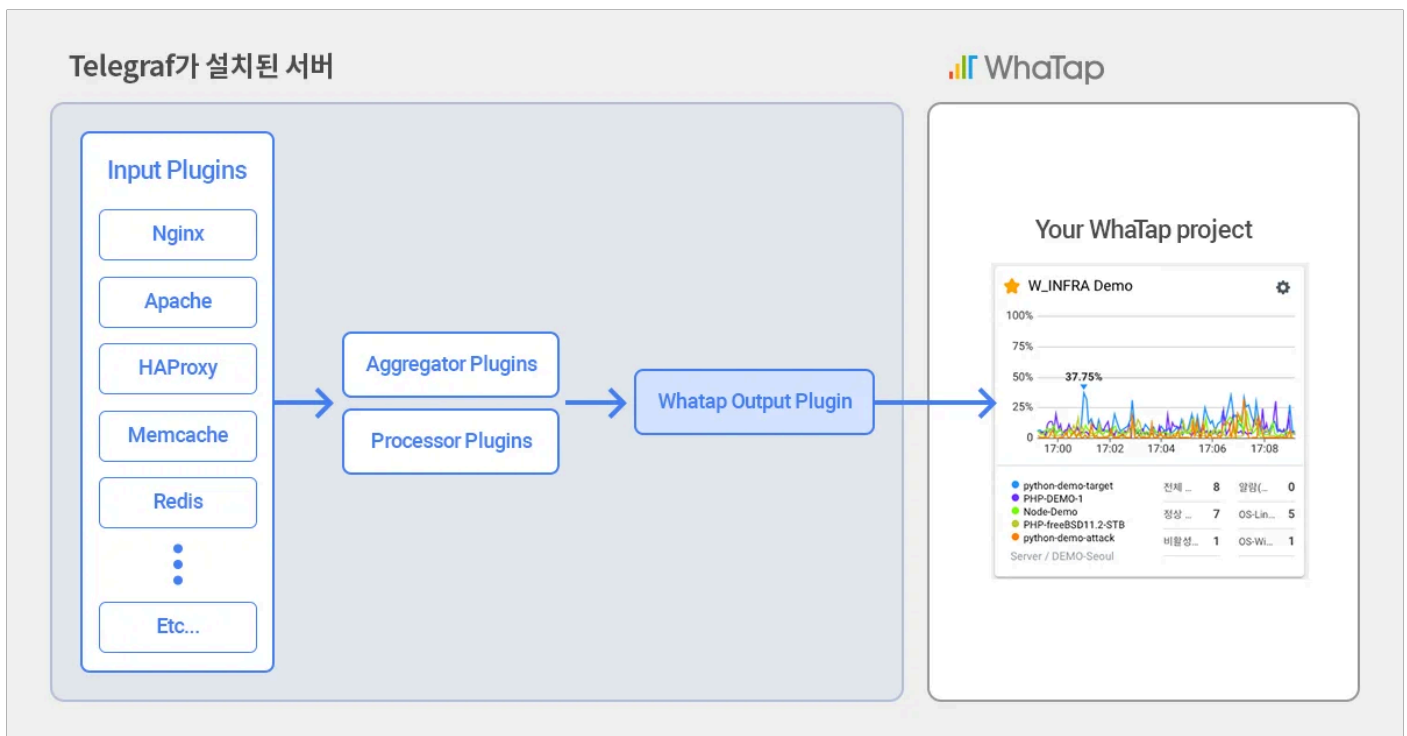 Telegraf가 설치된 서버
WhaTap
Input Plugins
Nginx
Apache
HAProxy
Memcache
Redis
Etc...
Aggregator Plugins
Processor Plugins
Whatap Output Plugin
Your WhaTap project
W_INFRA Demo
100%
75%
50%
37.75%
25%
0
17:00 17:02 17:04 17:06 17:08
python-demo-target
PHP-DEMO-1
Node-Demo
PHP-freeBSD11.2-STB
python-demo-attack
전체 ... 8 알람(... 0
정상 ... 7 OS-Lin... 5
비활성... 1 OS-Wi... 1
Server / DEMO-Seoul